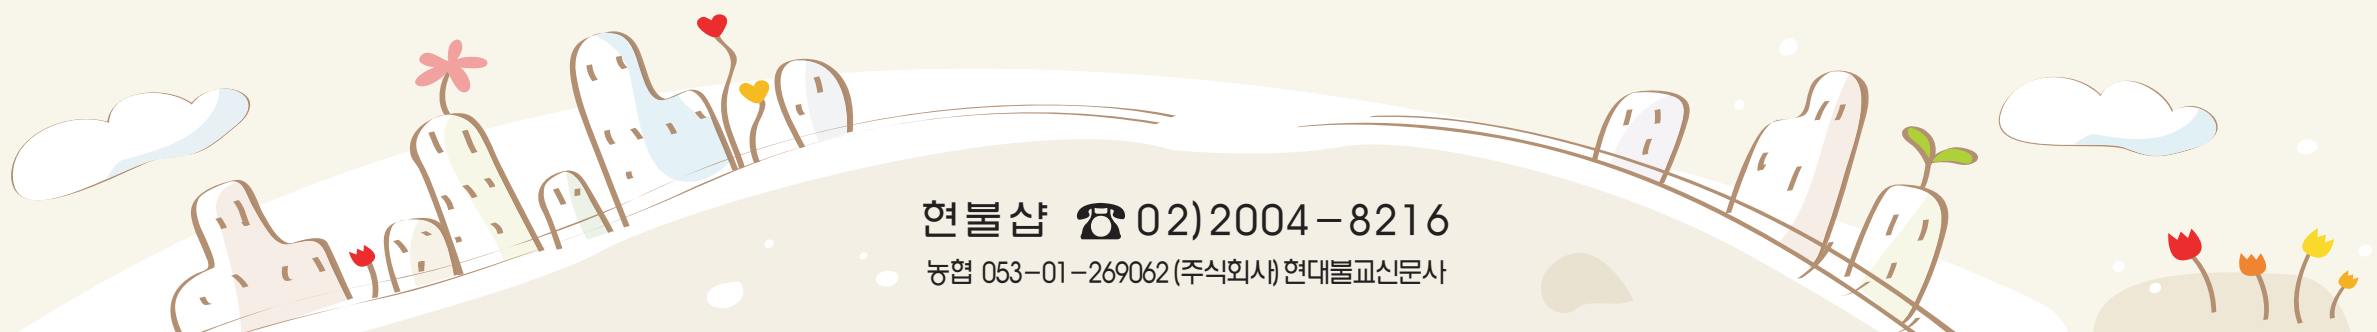 현불샵 ☎02)2004-8216
농협 053-01-269062 (주식회사) 현대불교신문사